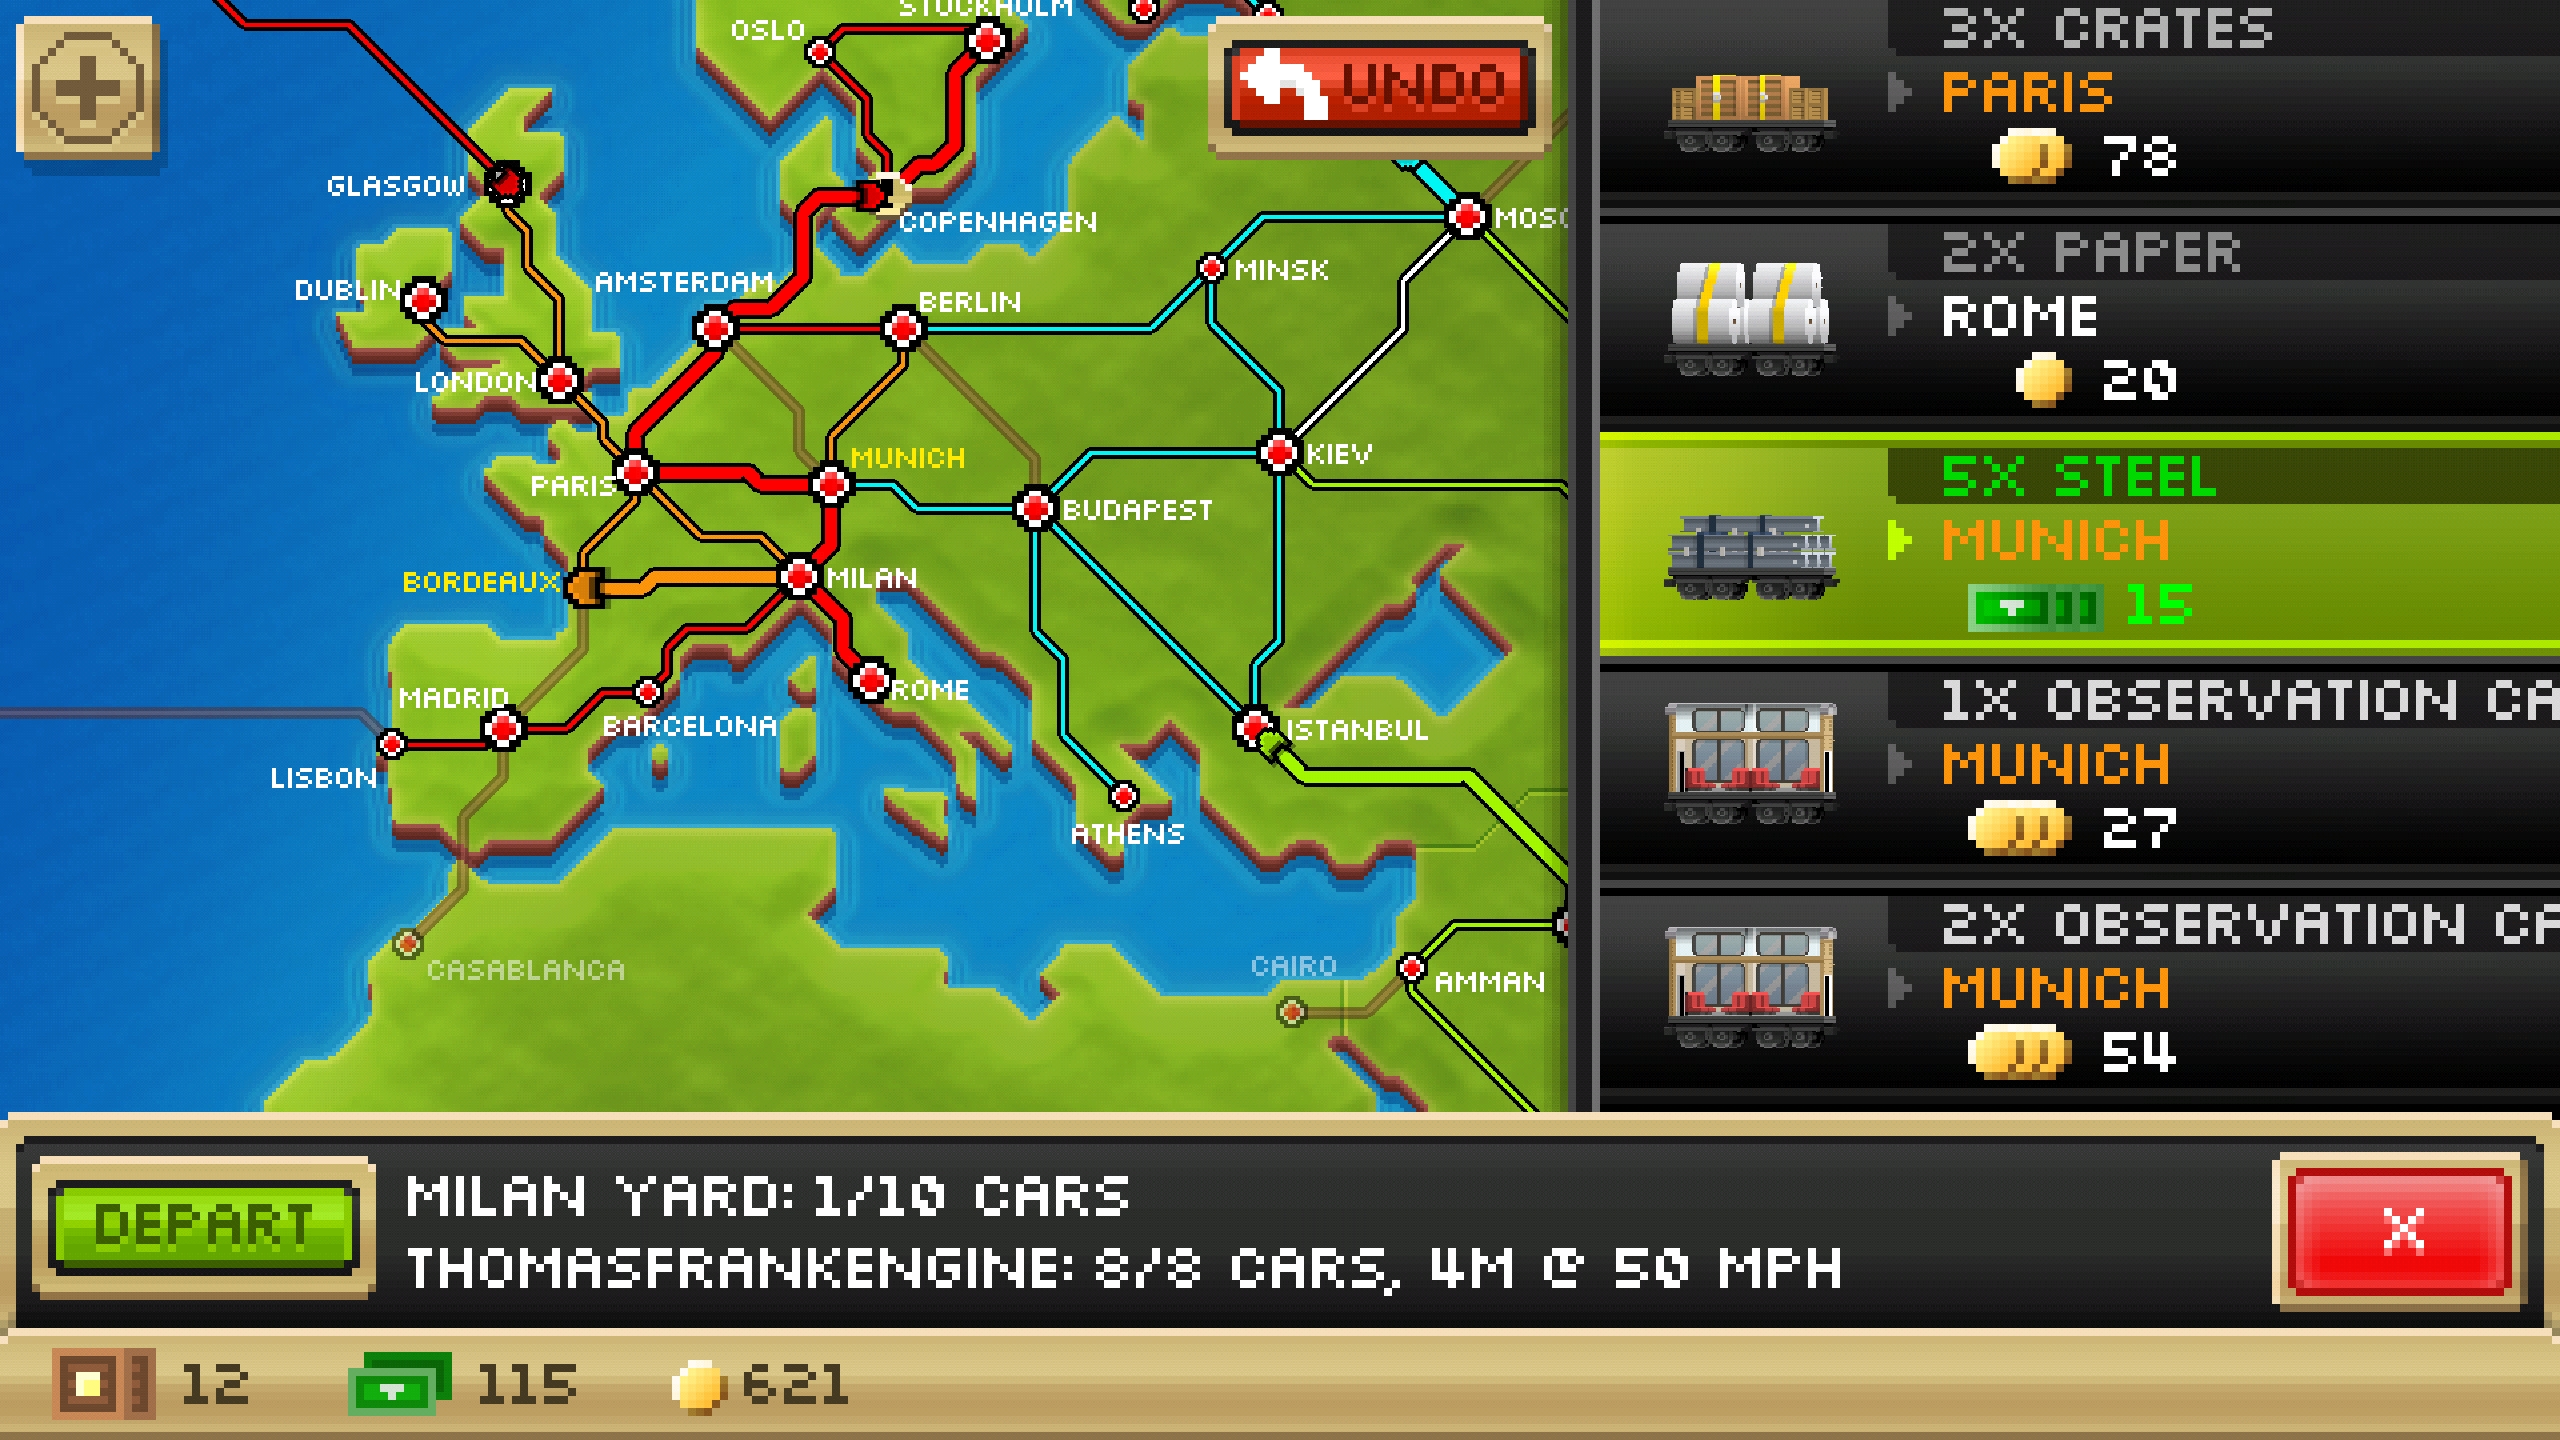 STOCKHOLM
OSLO
UNDO
GLASGOW
COPENHAGEN
DUBLIN
AMSTERDAM
BERLIN
MINSK
LONDON
MUNICH
KIEV
PARIS
BUDAPEST
BORDEAUX
MILAN
MADRID
ROME
BARCELONA
ISTANBUL
LISBON
ATHENS
CASABLANCA
CAIRO
AMMAN
3X CRATES
PARIS
78
2X PAPER
ROME
20
5X STEEL
MUNICH
15
1X OBSERVATION CA
MUNICH
27
2X OBSERVATION CA
MUNICH
54
DEPART
MILAN YARD: 1/10 CARS
THOMASFRANKENGINE: 8/8 CARS, 4M @ 50 MPH
X
12
115
621